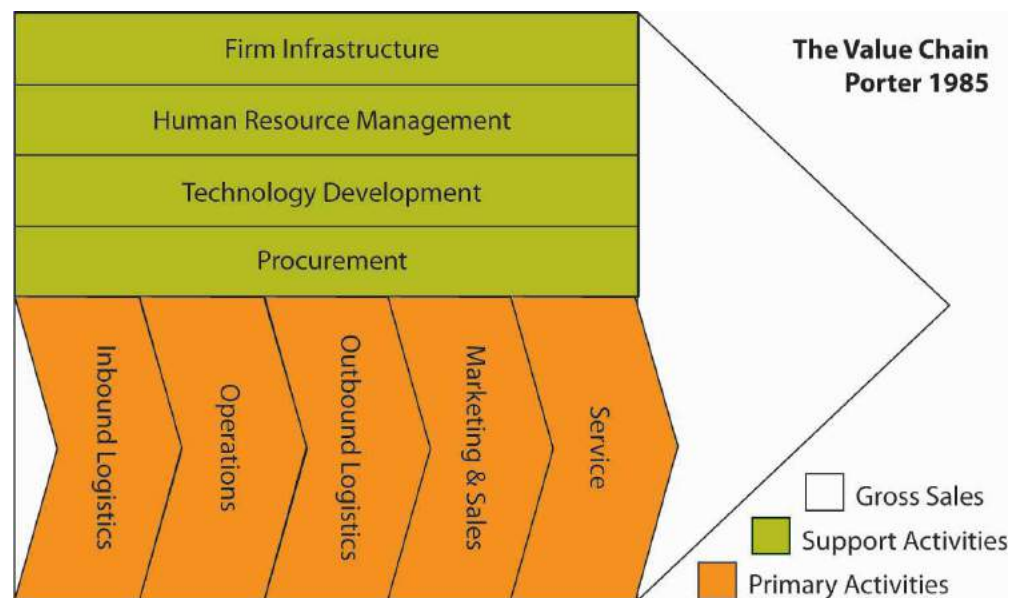 Firm Infrastructure
The Value Chain
Porter 1985
Human Resource Management
Technology Development
Procurement
Inbound Logistics
Operations
Outbound Logistics
Marketing & Sales
Service
Gross Sales
Support Activities
Primary Activities